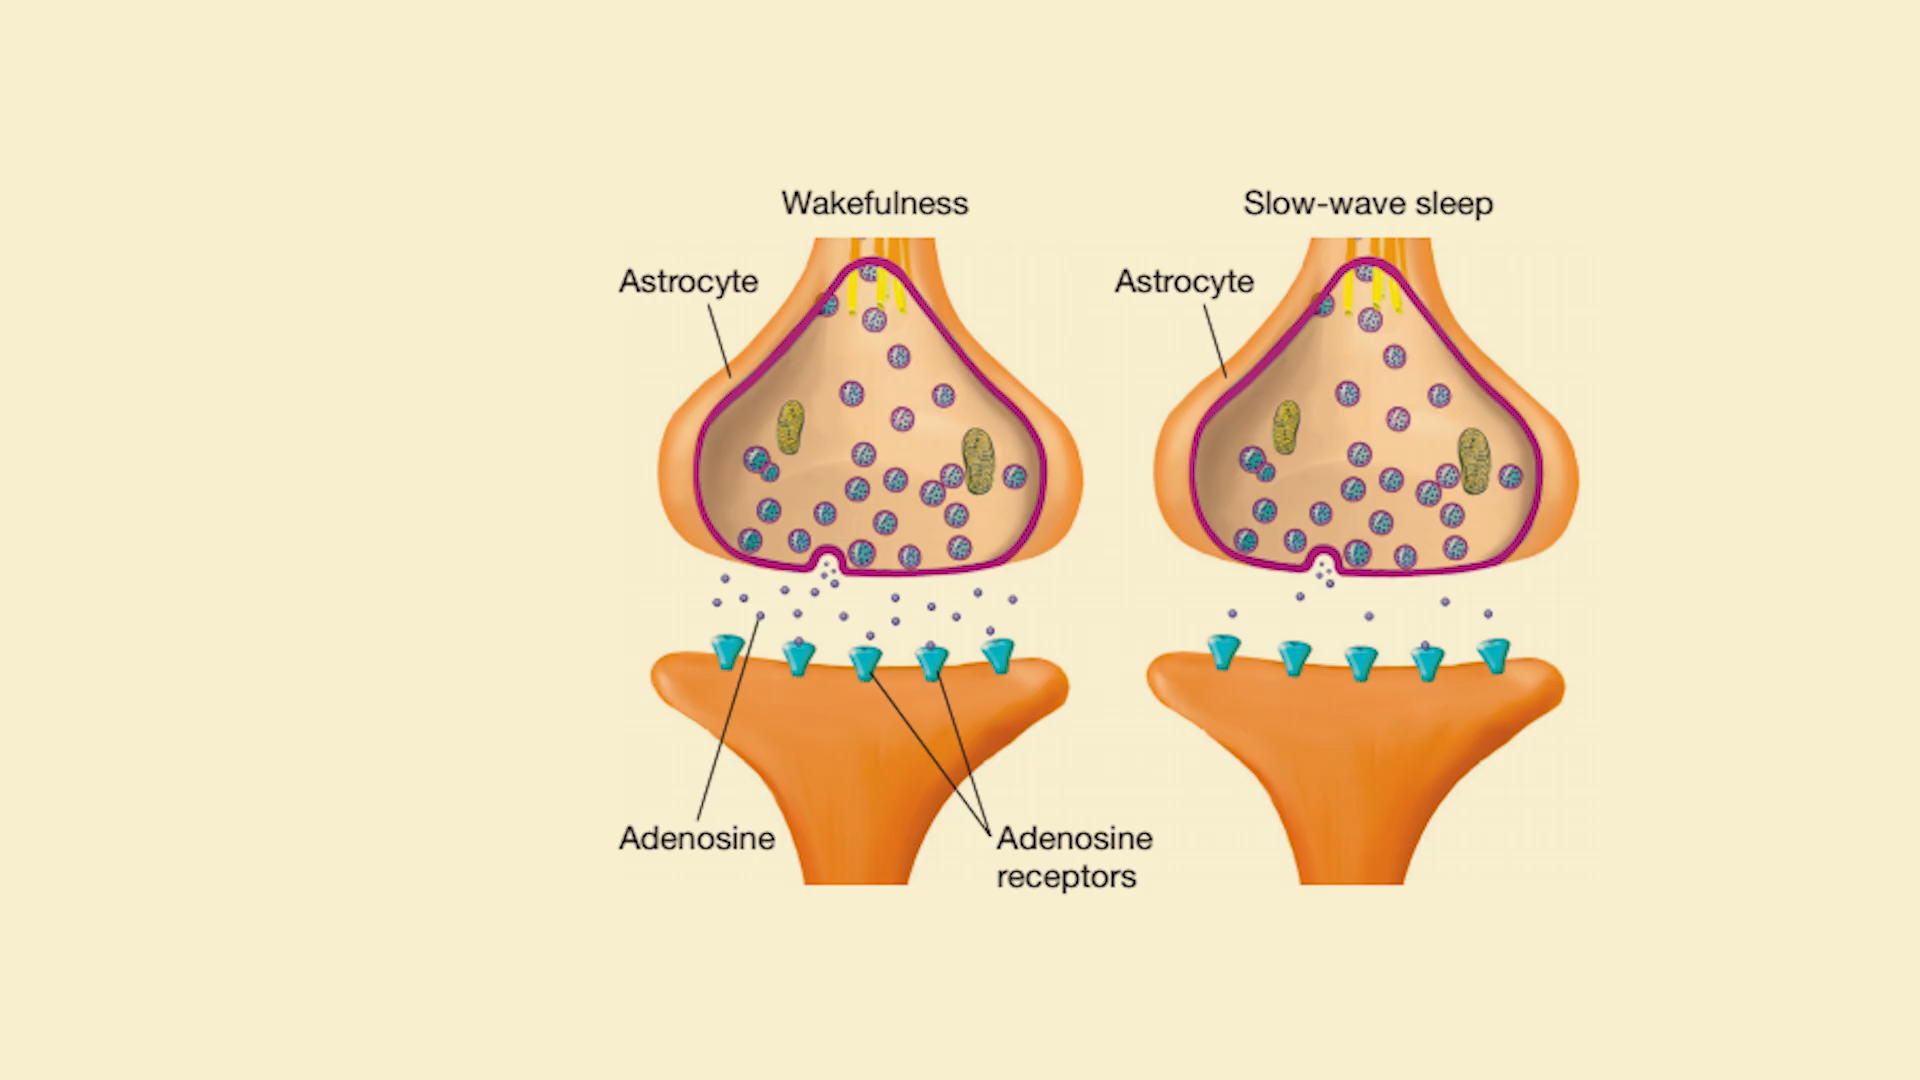 Wakefulness
Slow-wave sleep
Astrocyte
Astrocyte
Adenosine
Adenosine
receptors